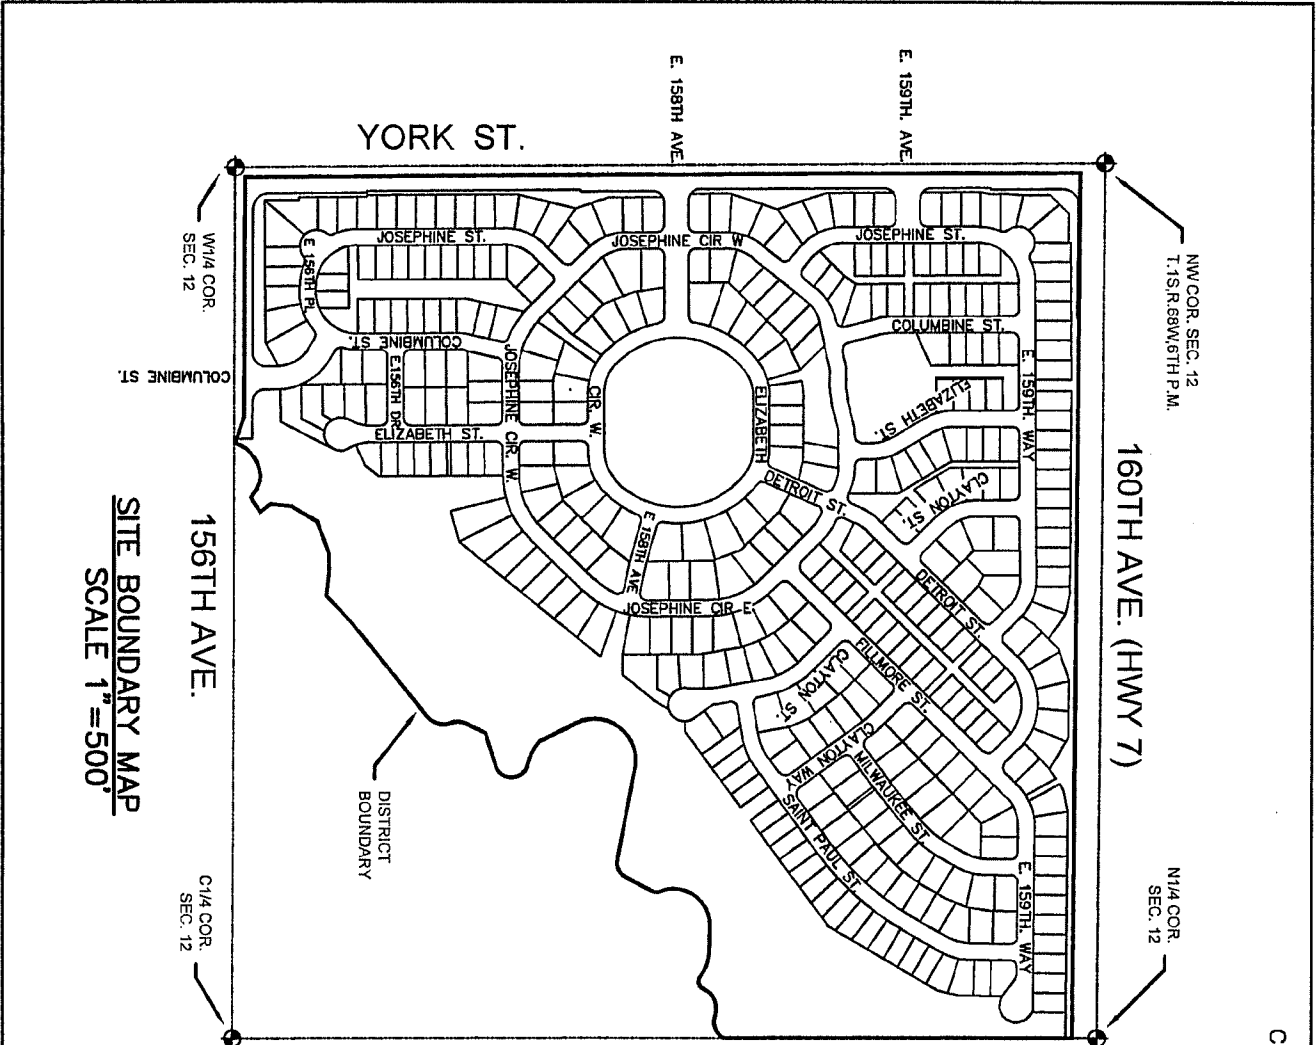 YORK ST.
E. 158TH AVE.
E. 159TH. AVE.
NW COR. SEC. 12
T.1S,R.68W,6TH P.M.
W1/4 COR.
SEC. 12
JOSEPHINE ST.
JOSEPHINE CIR W
JOSEPHINE ST.
E 156TH PL
COLUMBINE ST.
COLUMBINE ST.
COLUMBINE ST.
E. 159TH. WAY
E.156TH DR
JOSEPHINE CIR. W.
CIR. W.
ELIZABETH
ELIZABETH ST.
ELIZABETH ST.
CLAYTON ST.
DETROIT ST.
160TH AVE. (HWY 7)
156TH AVE.
E 158TH AVE
JOSEPHINE CIR E
DETROIT ST.
SITE BOUNDARY MAP
SCALE 1"=500'
FILLMORE ST.
CLAYTON ST.
CLAYTON WAY
MILWAUKEE ST
SAINT PAUL ST.
DISTRICT
BOUNDARY
E. 159TH. WAY
C1/4 COR.
SEC. 12
N1/4 COR.
SEC. 12
C